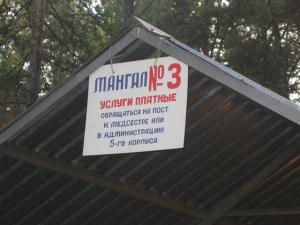 МАНГАЛ №3
УСЛУГИ ПЛАТНЫЕ
ОБРАЩАТЬСЯ НА ПОСТ
К МЕДСЕСТРЕ ИЛИ
В АДМИНИСТРАЦИЮ
5-ГО КОРПУСА